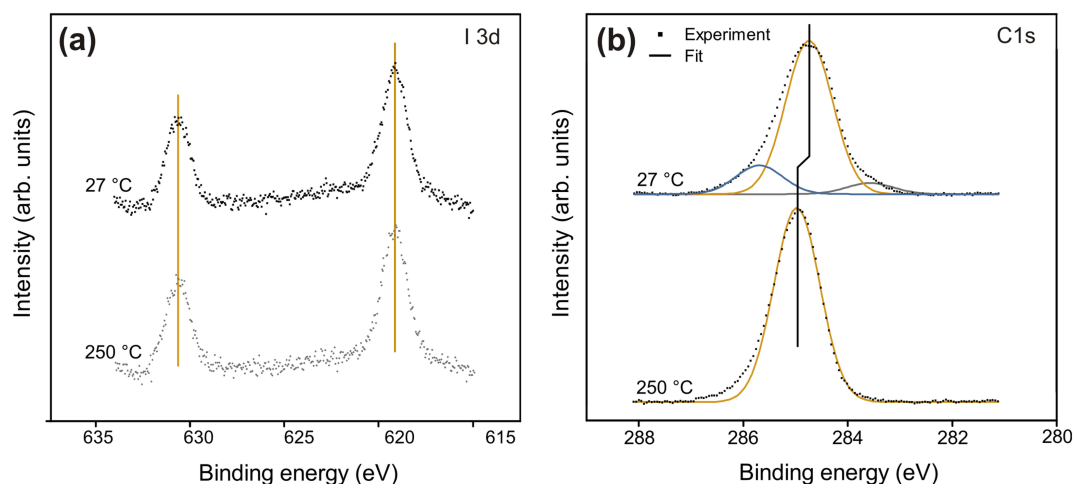 (a)
I 3d
Intensity (arb. units)
27 °C
250 °C
635 630 625 620 615
Binding energy (eV)
(b)
Experiment
Fit
C1s
Intensity (arb. units)
27 °C
250 °C
288 286 284 282 280
Binding energy (eV)